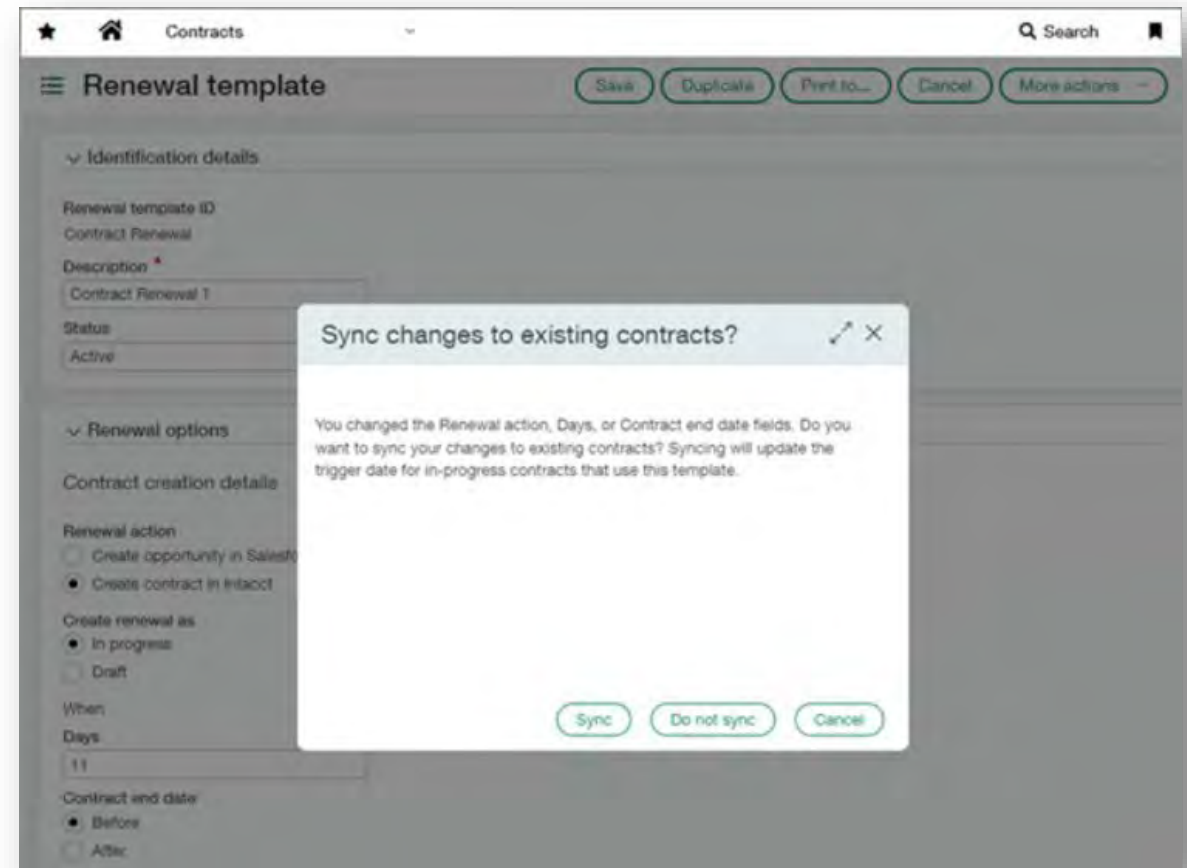 Contracts
Search
Renewal template
Save
Duplicate
Print to...
Cancel
More actions
Identification details
Renewal template ID
Contract Renewal
Description *
Contract Renewal 1
Status
Active
Sync changes to existing contracts?
You changed the Renewal action, Days, or Contract end date fields. Do you
want to sync your changes to existing contracts? Syncing will update the
trigger date for in-progress contracts that use this template.
Sync
Do not sync
Cancel
Renewal options
Contract creation details
Renewal action
Create opportunity in Salesfo
Create contract in Intacct
Create renewal as
In progress
Draft
When
Days
11
Contract end date
Before
After